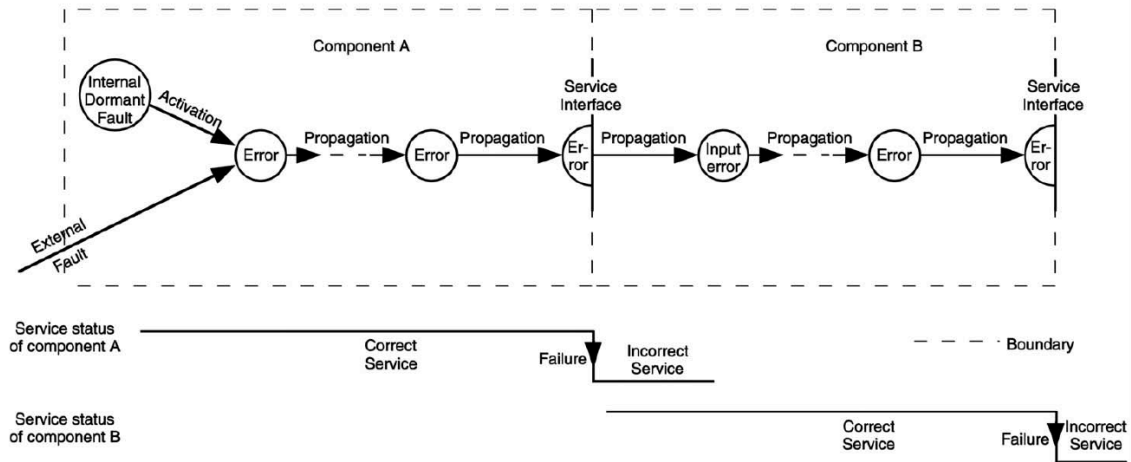 Component A
Component B
Internal
Dormant
Fault
Activation
Service
Interface
Service
Interface
Error
Propagation
Error
Propagation
Er-
ror
Propagation
Input
error
Propagation
Error
Propagation
Er-
ror
External
Fault
Service status
of component A
Correct
Service
Failure
Incorrect
Service
Boundary
Service status
of component B
Correct
Service
Failure
Incorrect
Service